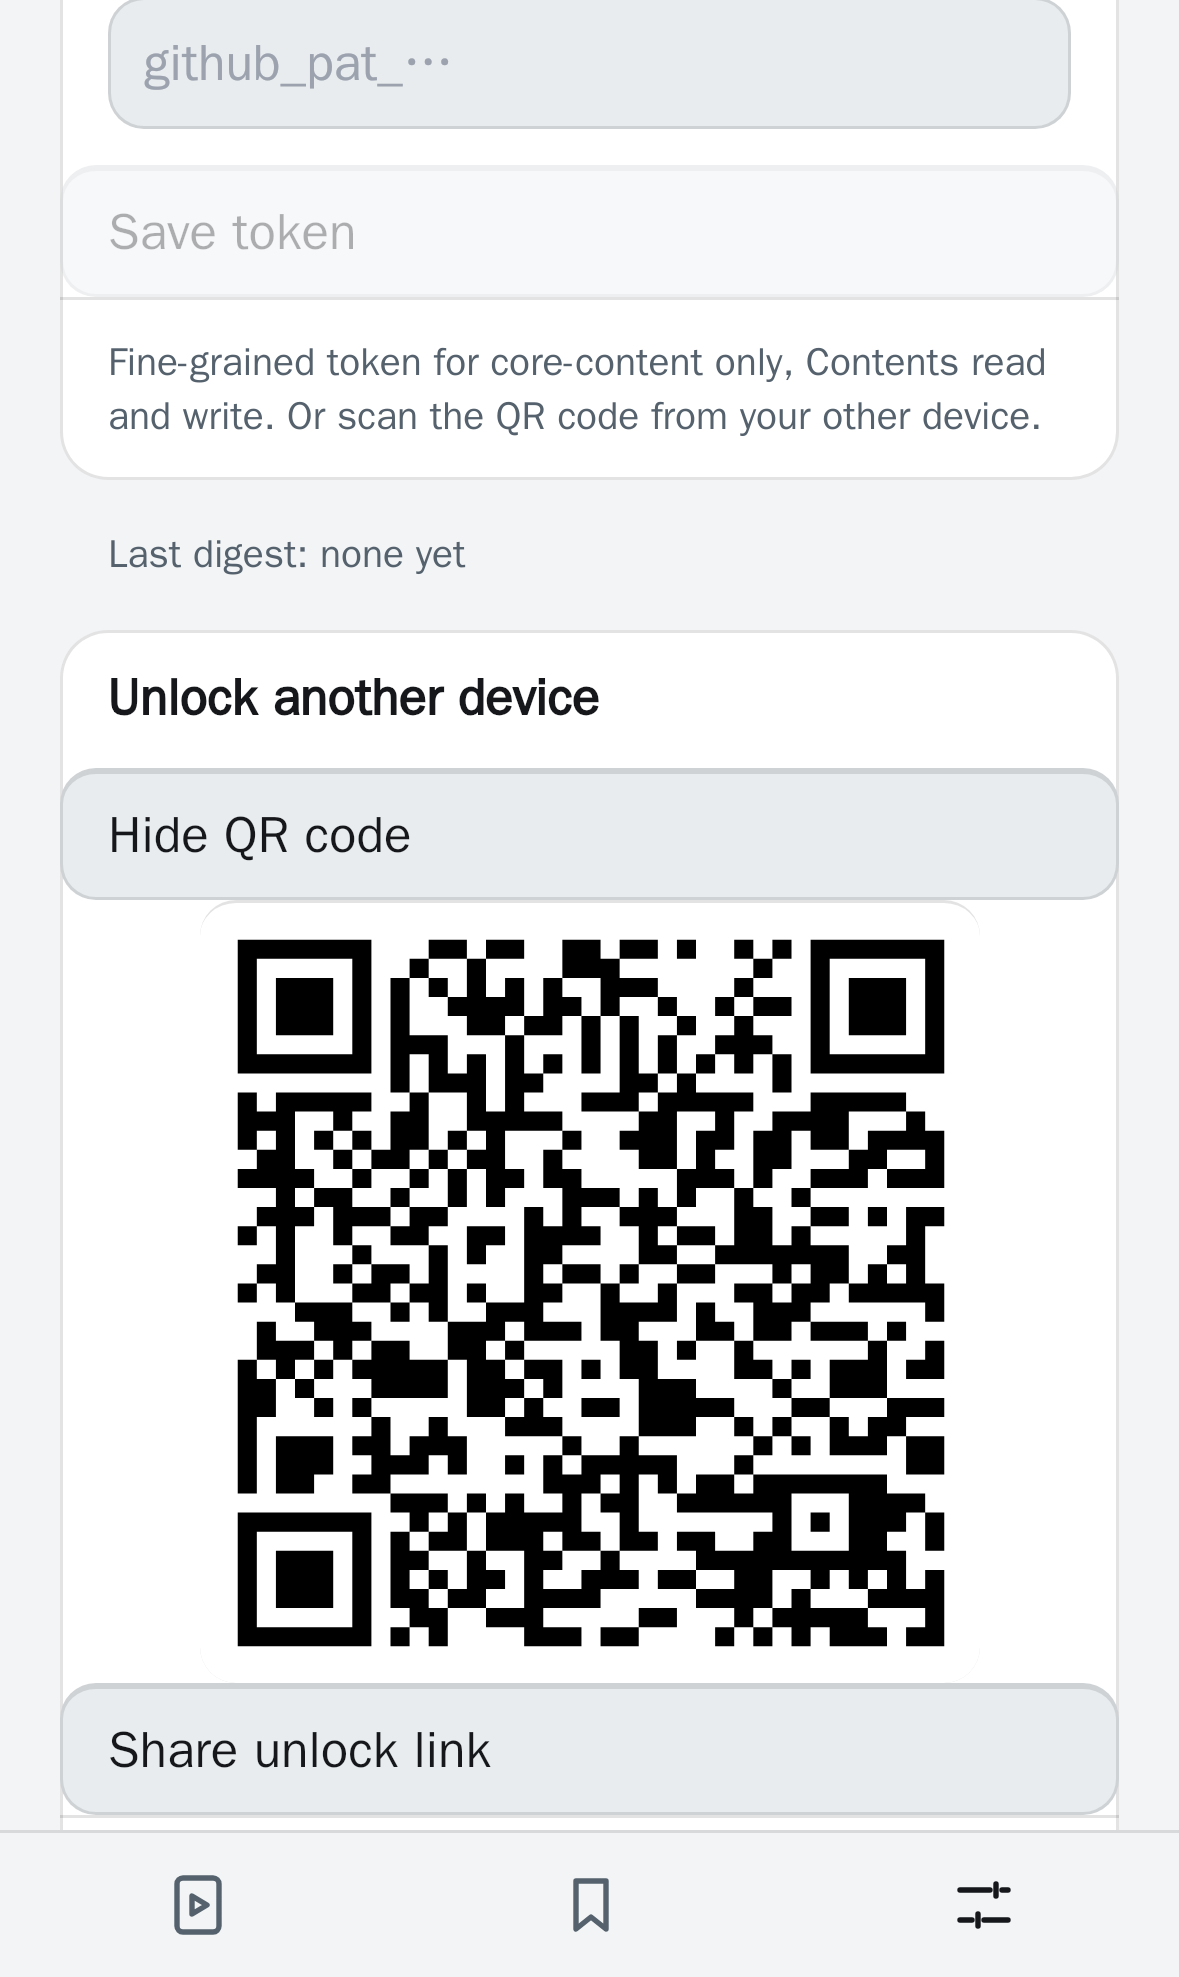 github_pat_…
Save token
Fine-grained token for core-content only, Contents read
and write. Or scan the QR code from your other device.
Last digest: none yet
Unlock another device
Hide QR code
Share unlock link